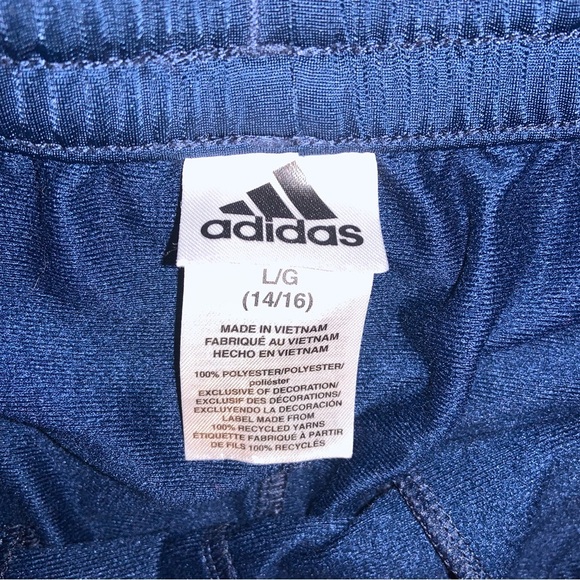 adidas
L/G
(14/16)
MADE IN VIETNAM
FABRIQUÉ AU VIETNAM
HECHO EN VIETNAM
100% POLYESTER/POLYESTER/
poliéster
EXCLUSIVE OF DECORATION/
EXCLUSIF DES DÉCORATIONS/
EXCLUYENDO LA DECORACIÓN
LABEL MADE FROM
100% RECYCLED YARNS
ÉTIQUETTE FABRIQUÉ À PARTIR
DE FILS 100% RECYCLÉS